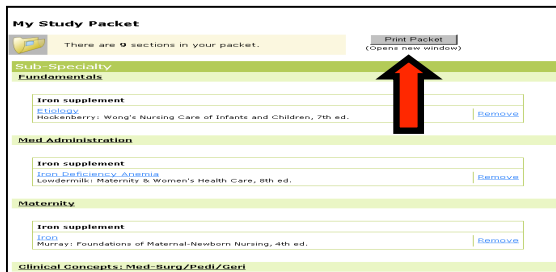 My Study Packet
There are 9 sections in your packet.
Print Packet
(Opens new window)
Sub-Specialty
Fundamentals
Iron supplement
Etiology
Hockenberry: Wong's Nursing Care of Infants and Children, 7th ed.
Remove
Med Administration
Iron supplement
Iron Deficiency Anemia
Lowdermilk: Maternity & Women's Health Care, 8th ed.
Remove
Maternity
Iron supplement
Iron
Murray: Foundations of Maternal-Newborn Nursing, 4th ed.
Remove
Clinical Concepts: Med-Surg/Pedi/Geri